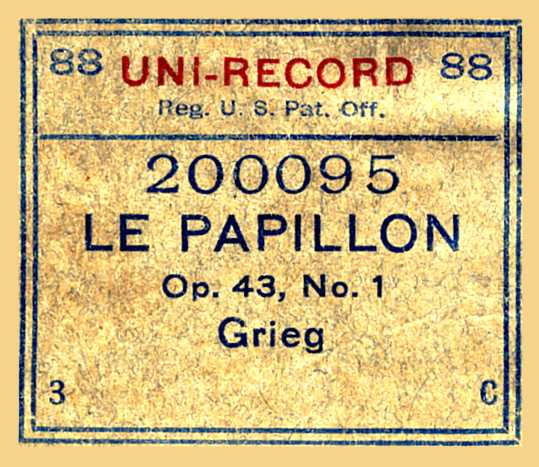 88 UNI-RECORD 88
Reg. U. S. Pat. Off.
200095
LE PAPILLON
Op. 43, No. 1
Grieg
3 C